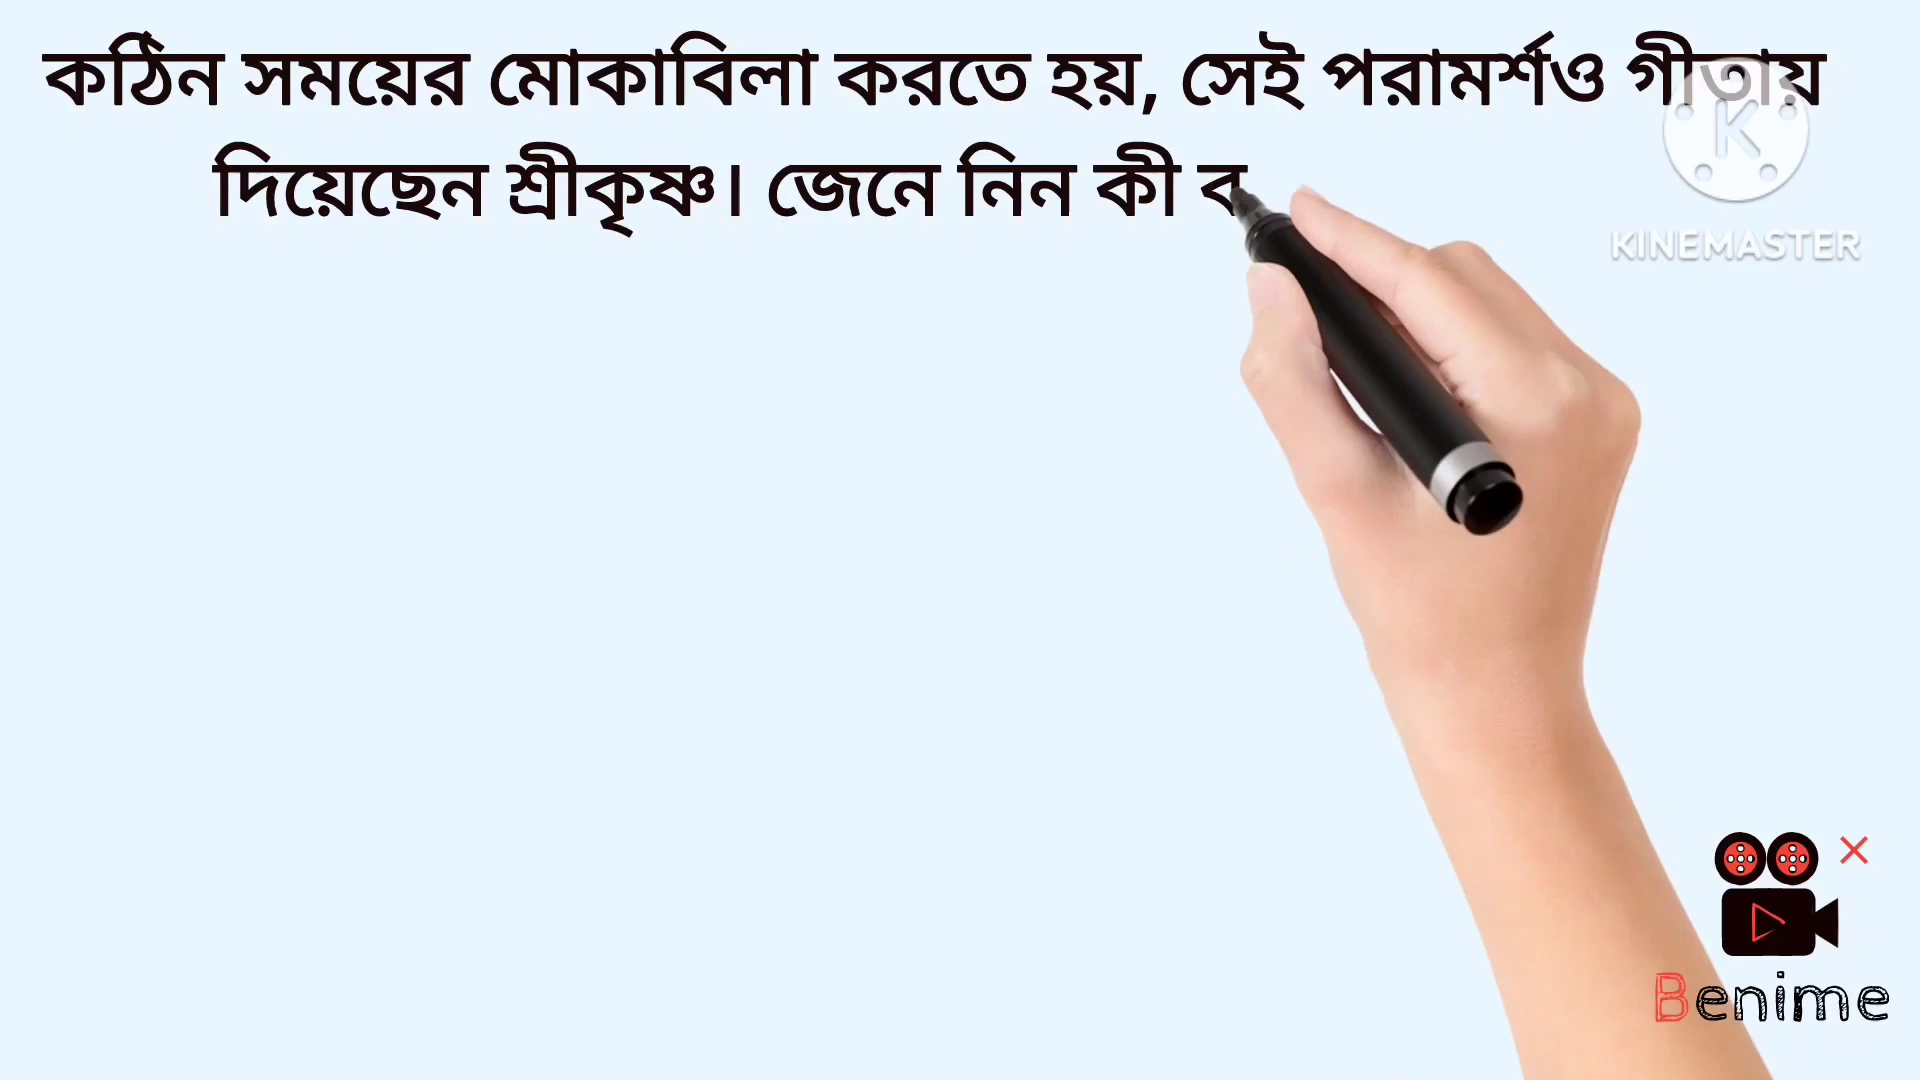 কঠিন সময়ের মোকাবিলা করতে হয়, সেই পরামর্শও গীতায়
দিয়েছেন শ্রীকৃষ্ণ। জেনে নিন কী ব
KINEMASTER
Benime